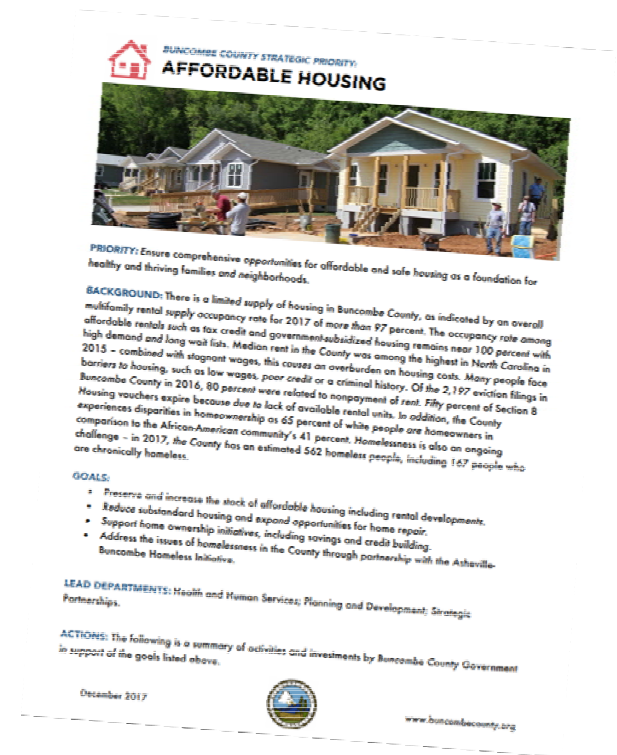 BUNCOMBE COUNTY STRATEGIC PRIORITY:
AFFORDABLE HOUSING
PRIORITY: Ensure comprehensive opportunities for affordable and safe housing as a foundation for
healthy and thriving families and neighborhoods.
BACKGROUND: There is a limited supply of housing in Buncombe County, as indicated by an overall
multifamily rental supply occupancy rate for 2017 of more than 97 percent. The occupancy rate among
affordable rentals such as tax credit and government-subsidized housing remains near 100 percent with
high demand and long wait lists. Median rent in the County was among the highest in North Carolina in
2015 – combined with stagnant wages, this causes an overburden on housing costs. Many people face
barriers to housing, such as low wages, poor credit or a criminal history. Of the 2,197 eviction filings in
Buncombe County in 2016, 80 percent were related to nonpayment of rent. Fifty percent of Section 8
Housing vouchers expire because due to lack of available rental units. In addition, the County
experiences disparities in homeownership as 65 percent of white people are homeowners in
comparison to the African-American community's 41 percent. Homelessness is also an ongoing
challenge – in 2017, the County has an estimated 562 homeless people, including 167 people who
are chronically homeless.
GOALS:
• Preserve and increase the stock of affordable housing including rental developments.
• Reduce substandard housing and expand opportunities for home repair.
• Support home ownership initiatives, including savings and credit building.
• Address the issues of homelessness in the County through partnership with the Asheville-
Buncombe Homeless Initiative.
LEAD DEPARTMENTS: Health and Human Services; Planning and Development; Strategic
Partnerships.
ACTIONS: The following is a summary of activities and investments by Buncombe County Government
in support of the goals listed above.
December 2017
www.buncombecounty.org